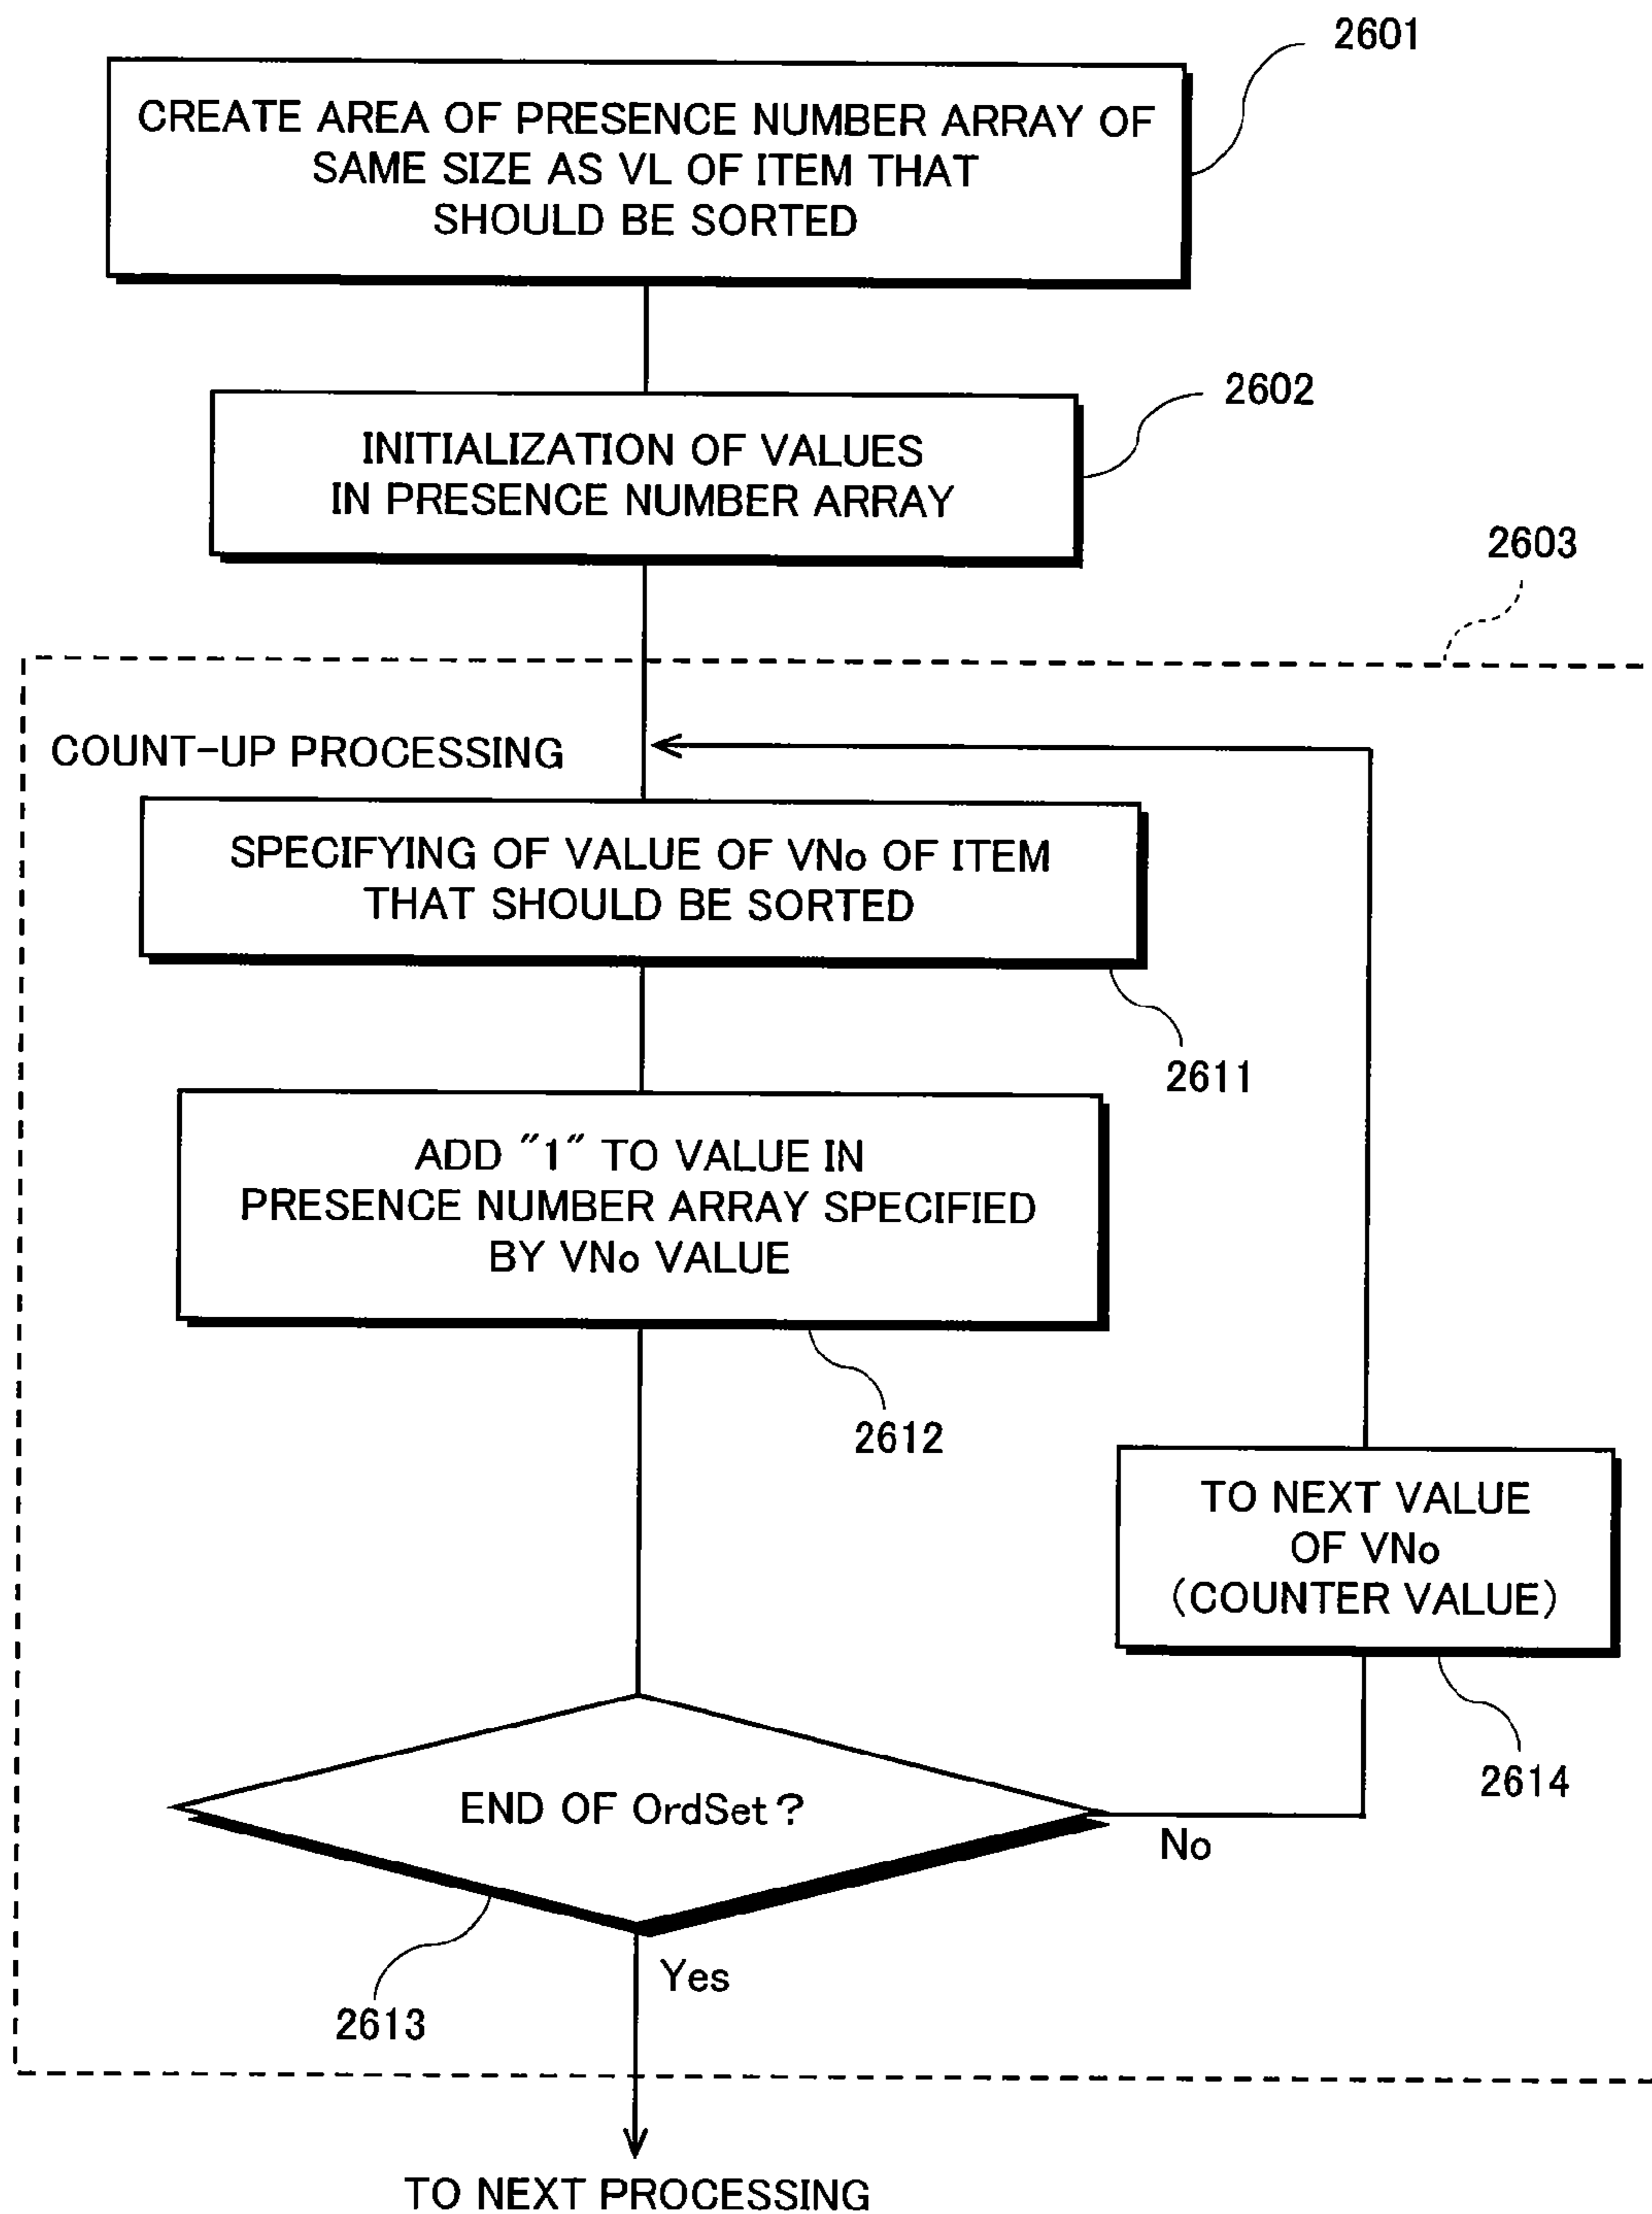 2601
CREATE AREA OF PRESENCE NUMBER ARRAY OF
SAME SIZE AS VL OF ITEM THAT
SHOULD BE SORTED
2602
INITIALIZATION OF VALUES
IN PRESENCE NUMBER ARRAY
2603
COUNT-UP PROCESSING
SPECIFYING OF VALUE OF VNo OF ITEM
THAT SHOULD BE SORTED
2611
ADD "1" TO VALUE IN
PRESENCE NUMBER ARRAY SPECIFIED
BY VNo VALUE
2612
TO NEXT VALUE
OF VNo
(COUNTER VALUE)
2614
END OF OrdSet?
No
Yes
2613
TO NEXT PROCESSING